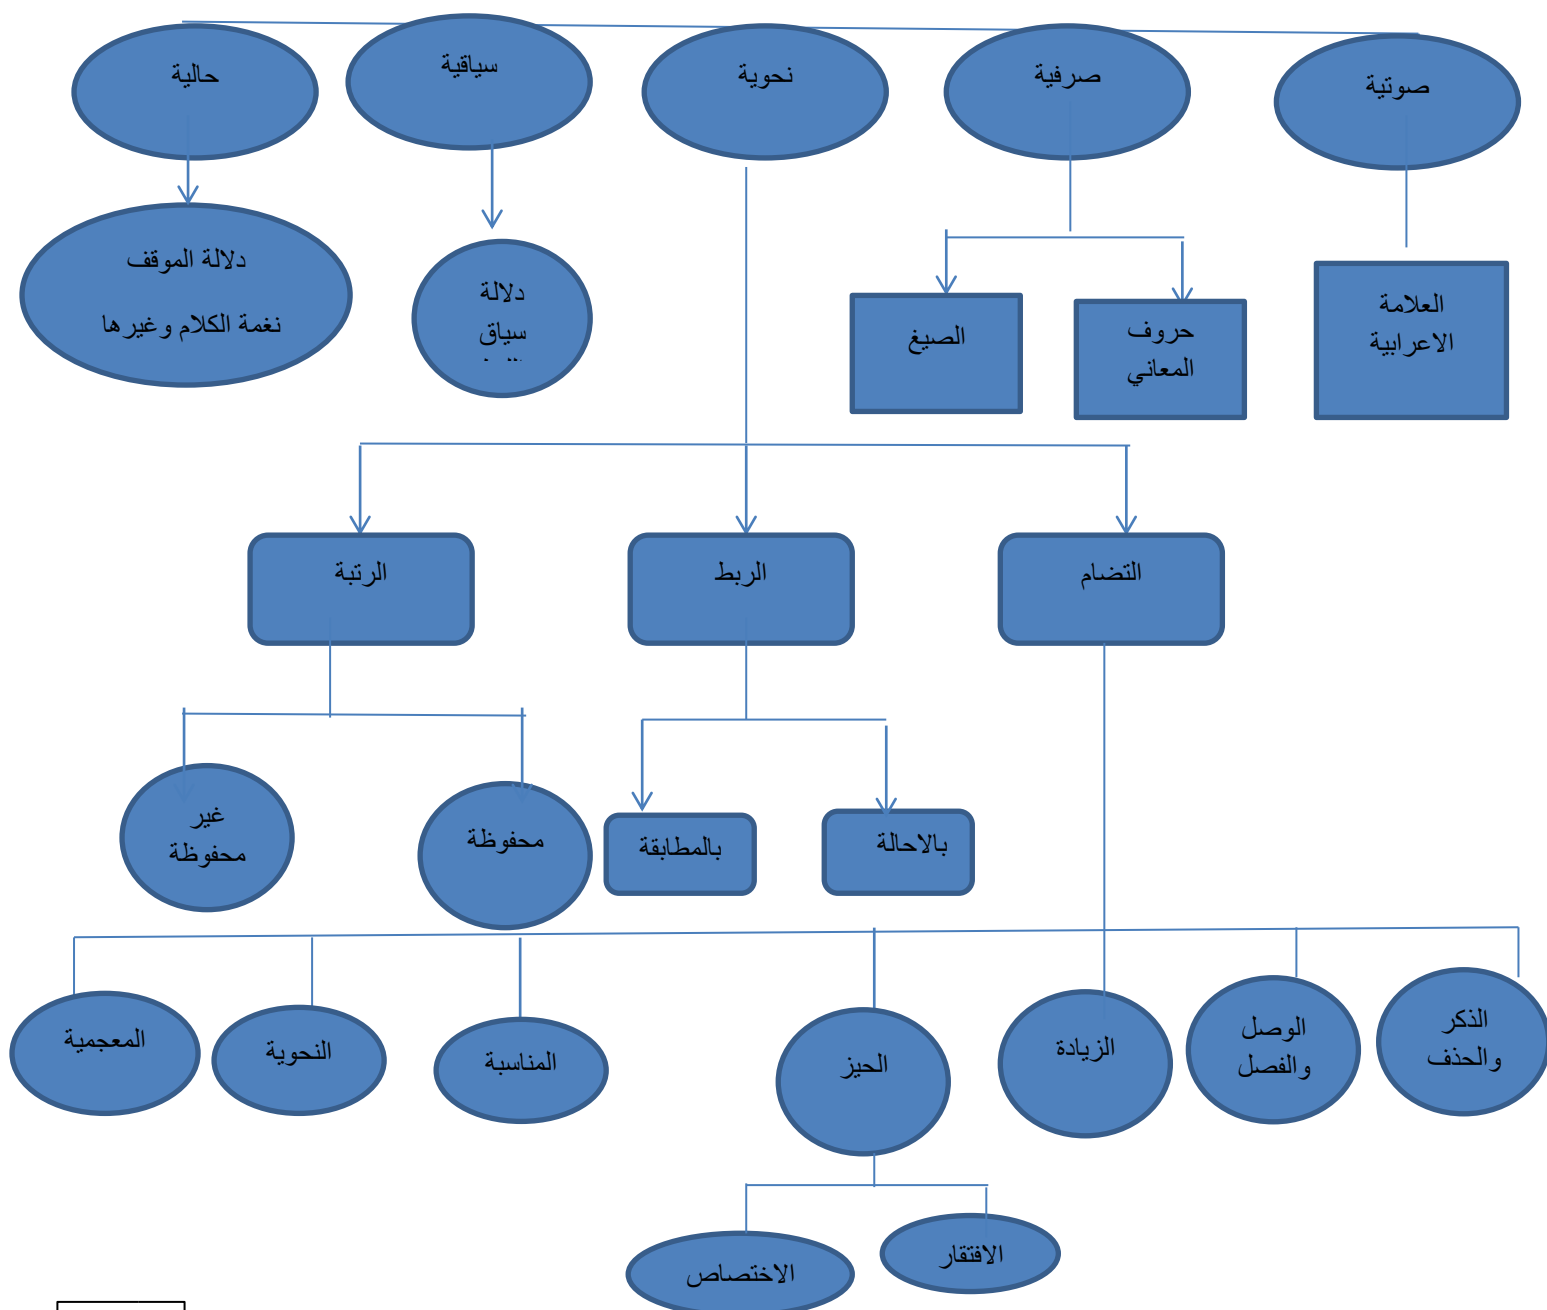 صوتية
صرفية
نحوية
سياقية
حالية
العلامة
الاعرابية
حروف
المعاني
الصيغ
دلالة
سياق
دلالة الموقف
نغمة الكلام وغيرها
التضام
الربط
الرتبة
بالاحالة
بالمطابقة
محفوظة
غير
محفوظة
الذكر
والحذف
الوصل
والفصل
الزيادة
الحيز
المناسبة
النحوية
المعجمية
الافتقار
الاختصاص